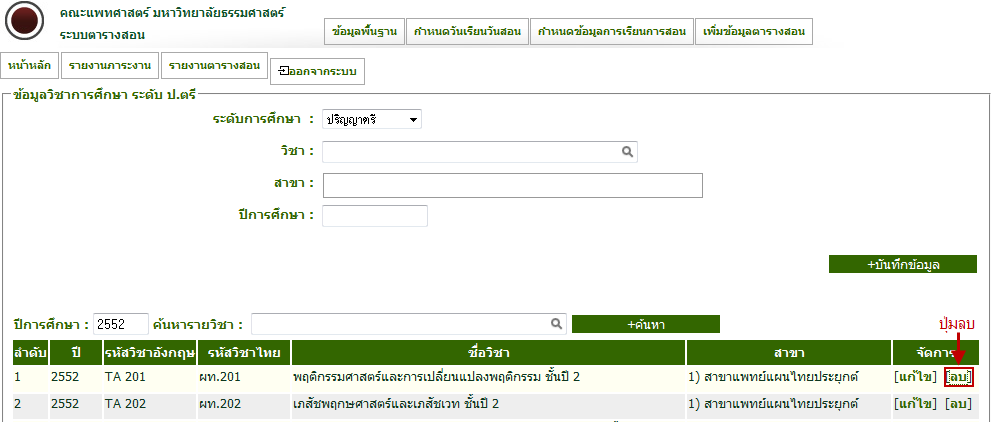 คณะแพทศาสตร์ มหาวิทยาลัยธรรมศาสตร์
ระบบตารางสอน
ข้อมูลพื้นฐาน กำหนดวันเรียนวันสอน กำหนดข้อมูลการเรียนการสอน เพิ่มข้อมูลตารางสอน
หน้าหลัก รายงานภาระงาน รายงานตารางสอน ออกจากระบบ
ข้อมูลวิชาการศึกษา ระดับ ป.ตรี
ระดับการศึกษา : ปริญญาตรี
วิชา :
สาขา :
ปีการศึกษา :
+บันทึกข้อมูล
ปีการศึกษา : 2552 ค้นหารายวิชา : +ค้นหา ปุ่มลบ
ลำดับ ปี รหัสวิชาอังกฤษ รหัสวิชาไทย ชื่อวิชา สาขา จัดการ
1 2552 TA 201 ผท.201 พฤติกรรมศาสตร์และการเปลี่ยนแปลงพฤติกรรม ชั้นปี 2 1) สาขาแพทย์แผนไทยประยุกต์ [แก้ไข] [ลบ]
2 2552 TA 202 ผท.202 เภสัชพฤกษศาสตร์และเภสัชเวท ชั้นปี 2 1) สาขาแพทย์แผนไทยประยุกต์ [แก้ไข] [ลบ]